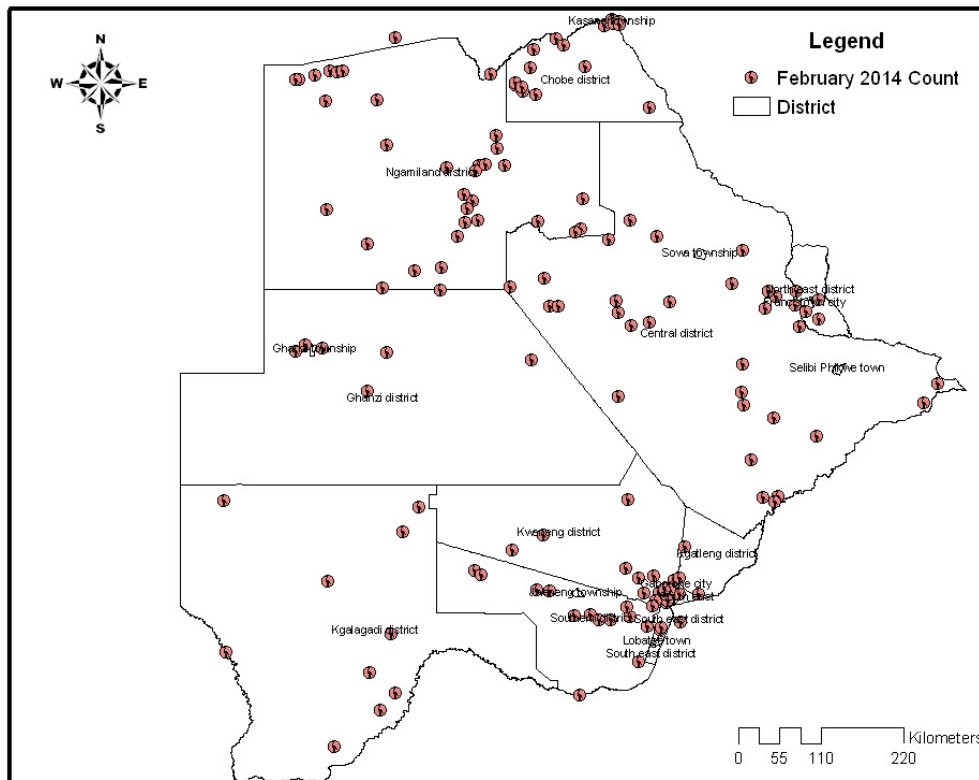 Kasane township
N
W E
S
Legend
February 2014 Count
District
Chobe district
Ngamiland district
Sowa township
Northeast district
Francistown city
Central district
Ghanzi township
Selibi Phikwe town
Ghanzi district
Kweneng district
Kgatleng district
Gaborone city
Jwaneng township
Southern district
South east district
Kgalagadi district
Lobatse town
South east district
Kilometers
0 55 110 220